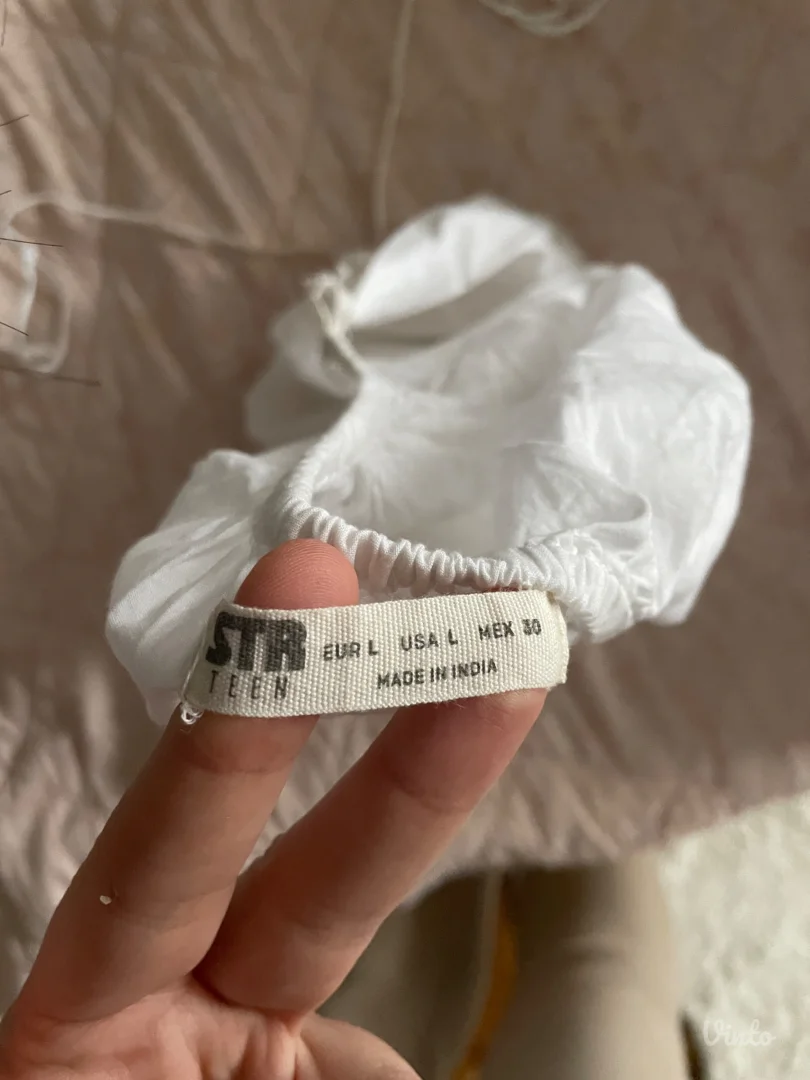 STR EUR L USA L MEX 30
TEEN MADE IN INDIA